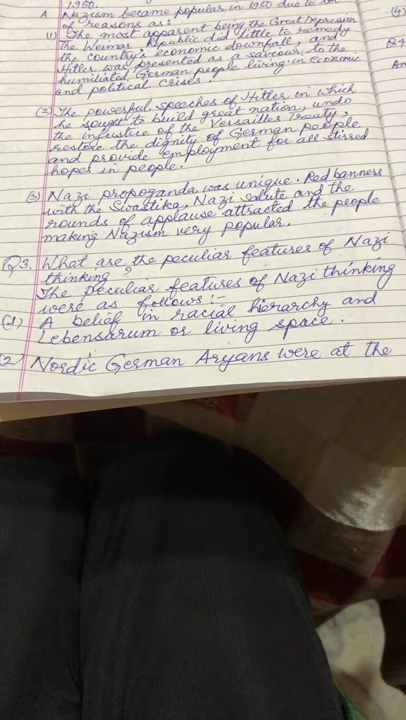 1930.
A Nazism became popular in 1930 due to
of reasons as:
(1) The most apparent being the Great Depression
The Weimar Republic did little to remedy
the country's economic downfall, and
Hitler was presented as a saviour to the
humiliated German people living in economic
and political crises.
(2) The powerful speeches of Hitler in which
he sought to build great nation, undo
the injustice of the Versailles Treaty,
restore the dignity of German people
and provide employment for all stirred
hopes in people.
(3) Nazi propoganda was unique. Red banners
with the Swastika, Nazi salute and the
rounds of applause attracted the people
making Nazism very popular.
Q3. What are the peculiar features of Nazi
thinking?
The peculiar features of Nazi thinking
were as follows:-
(1) A belief in racial hierarchy and
Lebensarum or living space.
(2) Nordic German Aryans were at the
(4)
Q4
An